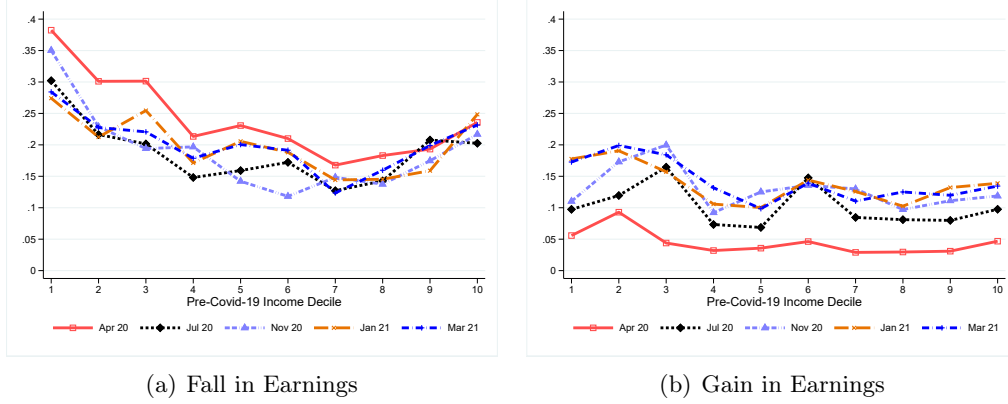 .4
.35
.3
.25
.2
.15
.1
.05
0
1 2 3 4 5 6 7 8 9 10
Pre-Covid-19 Income Decile
Apr 20 Jul 20 Nov 20 Jan 21 Mar 21
(a) Fall in Earnings
.4
.35
.3
.25
.2
.15
.1
.05
0
1 2 3 4 5 6 7 8 9 10
Pre-Covid-19 Income Decile
Apr 20 Jul 20 Nov 20 Jan 21 Mar 21
(b) Gain in Earnings